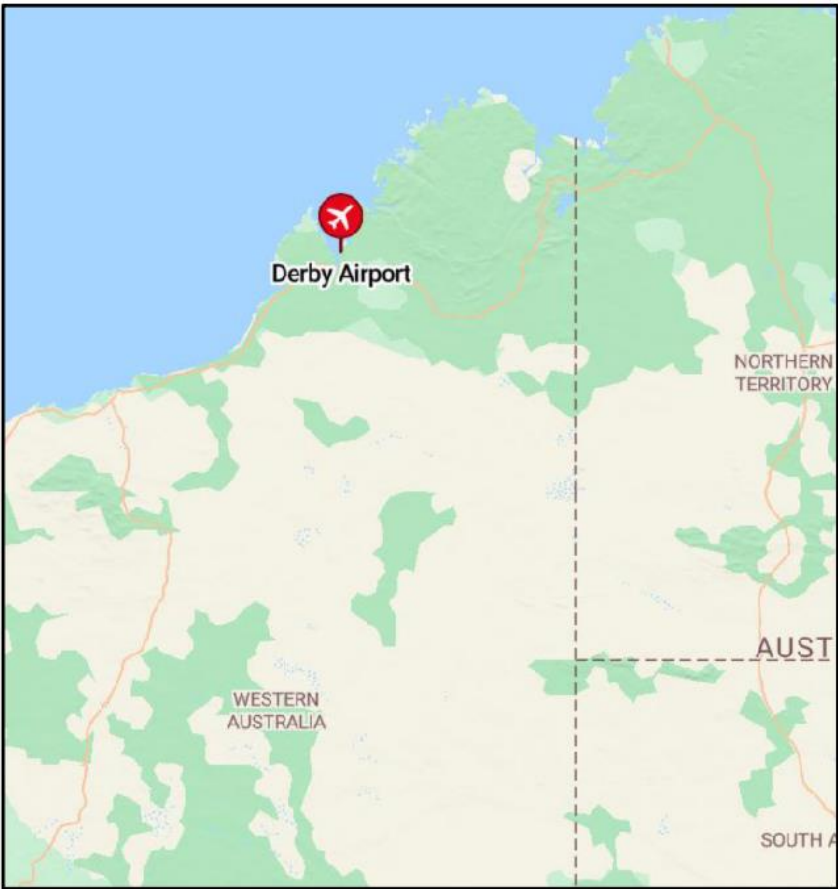 Derby Airport
NORTHERN
TERRITORY
AUST
WESTERN
AUSTRALIA
SOUTH A